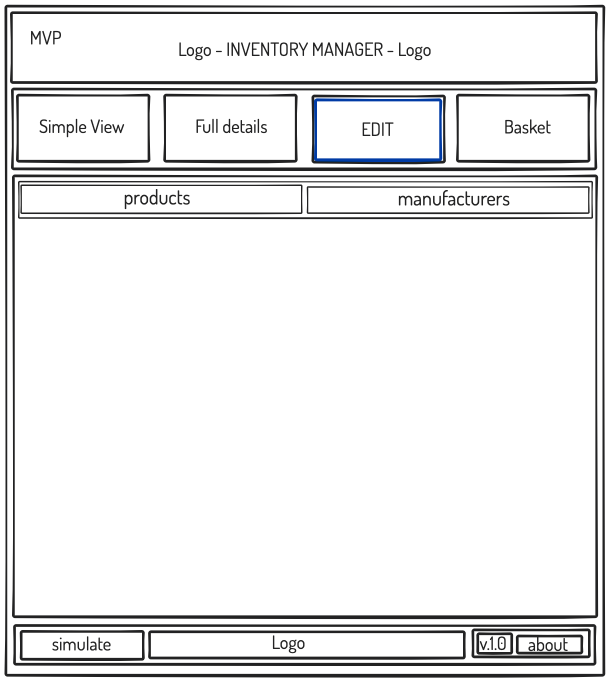 MVP
Logo - INVENTORY MANAGER - Logo
Simple View
Full details
EDIT
Basket
products
manufacturers
simulate
Logo
v.1.0
about